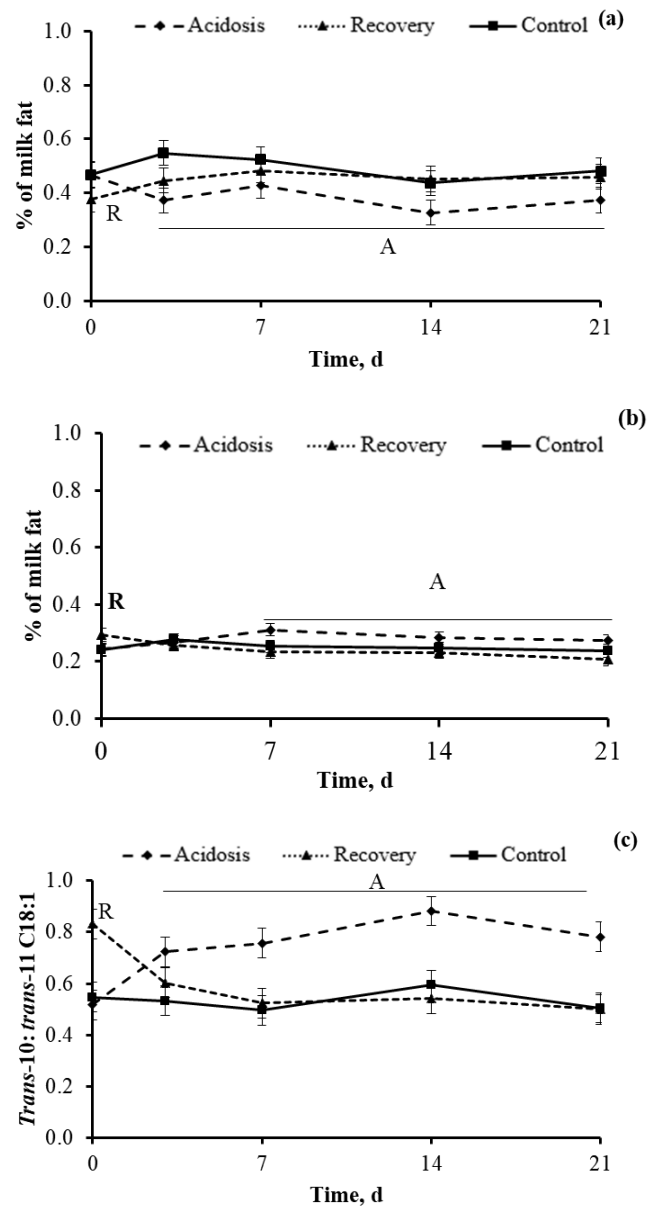 (a)
Acidosis Recovery Control
% of milk fat
1.0
0.8
0.6
0.4
0.2
0.0
R
A
0 7 14 21
Time, d
(b)
Acidosis Recovery Control
% of milk fat
1.0
0.8
0.6
0.4
0.2
0.0
R
A
0 7 14 21
Time, d
(c)
Acidosis Recovery Control
Trans-10: trans-11 C18:1
1.0
0.8
0.6
0.4
0.2
0.0
A
R
0 7 14 21
Time, d